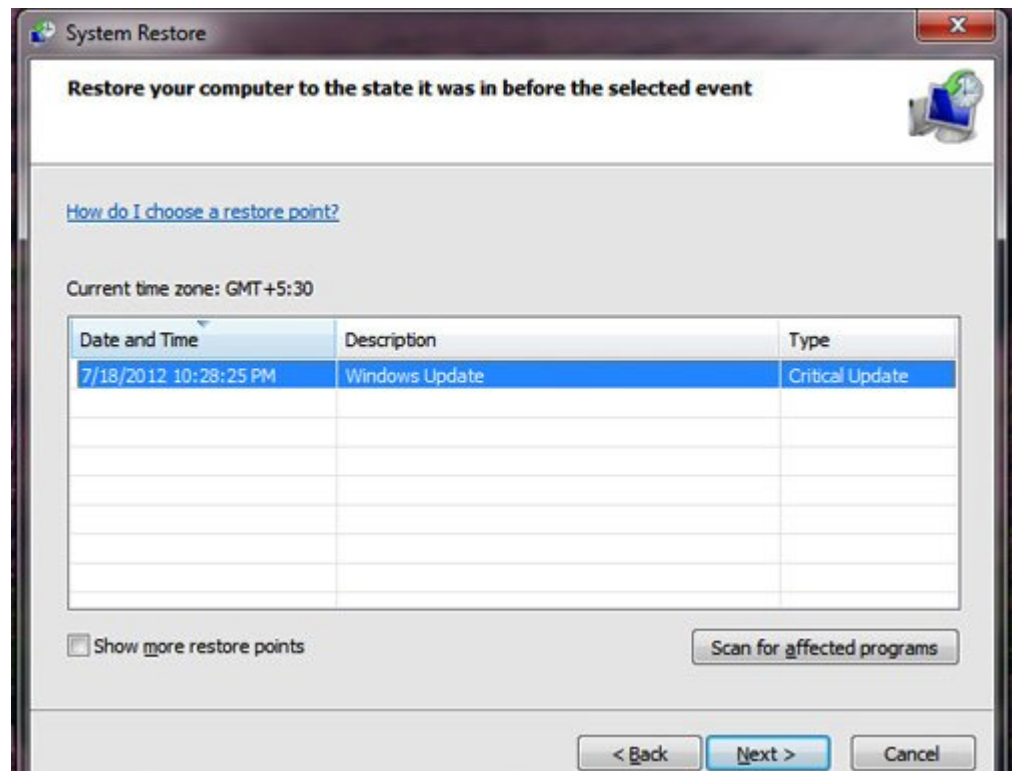 System Restore
Restore your computer to the state it was in before the selected event
How do I choose a restore point?
Current time zone: GMT+5:30
Date and Time Description Type
7/18/2012 10:28:25 PM Windows Update Critical Update
Show more restore points Scan for affected programs
< Back Next > Cancel